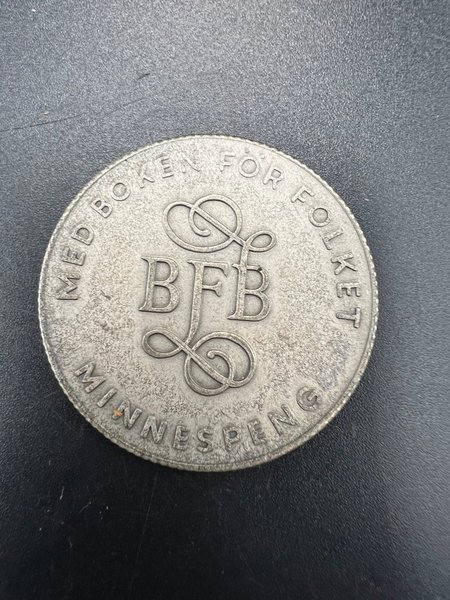 MED BOKEN FÖR FOLKET
BFB
MINNESPENG